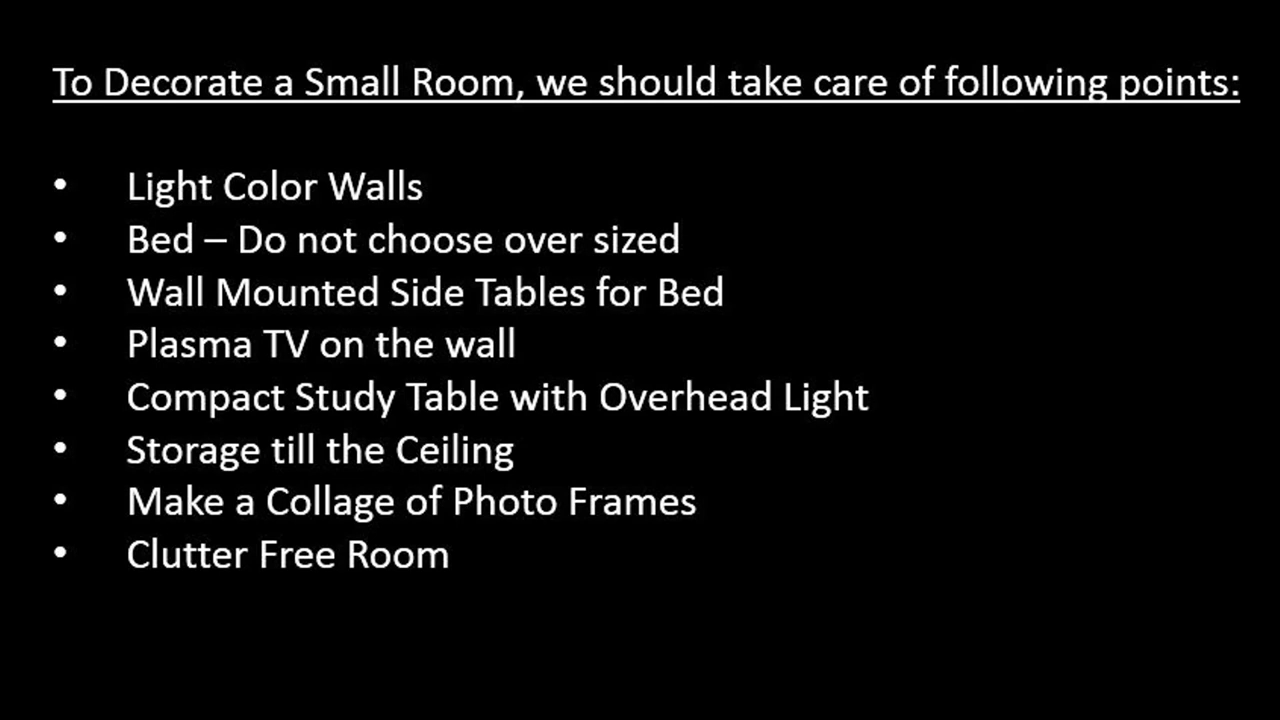 To Decorate a Small Room, we should take care of following points:
• Light Color Walls
• Bed – Do not choose over sized
• Wall Mounted Side Tables for Bed
• Plasma TV on the wall
• Compact Study Table with Overhead Light
• Storage till the Ceiling
• Make a Collage of Photo Frames
• Clutter Free Room